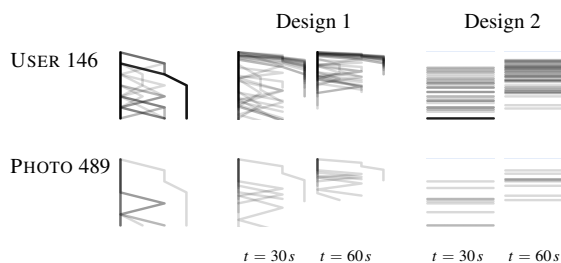 Design 1 Design 2
USER 146
PHOTO 489
t = 30s t = 60s t = 30s t = 60s